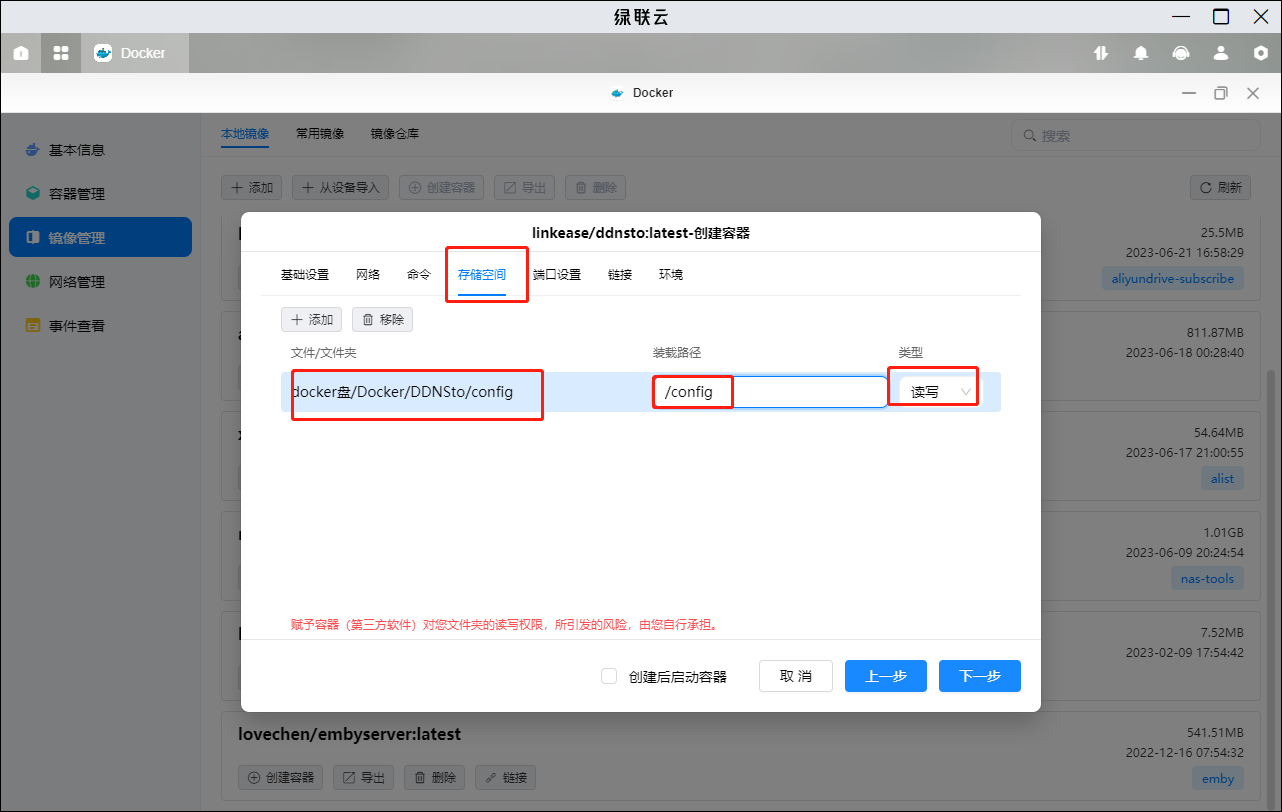 绿联云
Docker
Docker
基本信息
容器管理
镜像管理
网络管理
事件查看
本地镜像 常用镜像 镜像仓库
搜索
添加 从设备导入 创建容器 导出 删除 刷新
25.5MB
2023-06-21 16:58:29
aliyundrive-subscribe
linkease/ddnsto:latest-创建容器
基础设置 网络 命令 存储空间 端口设置 链接 环境
添加 移除
文件/文件夹 装载路径 类型
docker盘/Docker/DDNSto/config /config 读写
赋予容器（第三方软件）对您文件夹的读写权限，所引发的风险，由您自行承担。
创建后启动容器 取 消 上一步 下一步
811.87MB
2023-06-18 00:28:40
54.64MB
2023-06-17 21:00:55
alist
1.01GB
2023-06-09 20:24:54
nas-tools
7.52MB
2023-02-09 17:54:42
lovechen/embyserver:latest
541.51MB
2022-12-16 07:54:32
创建容器 导出 删除 链接
emby